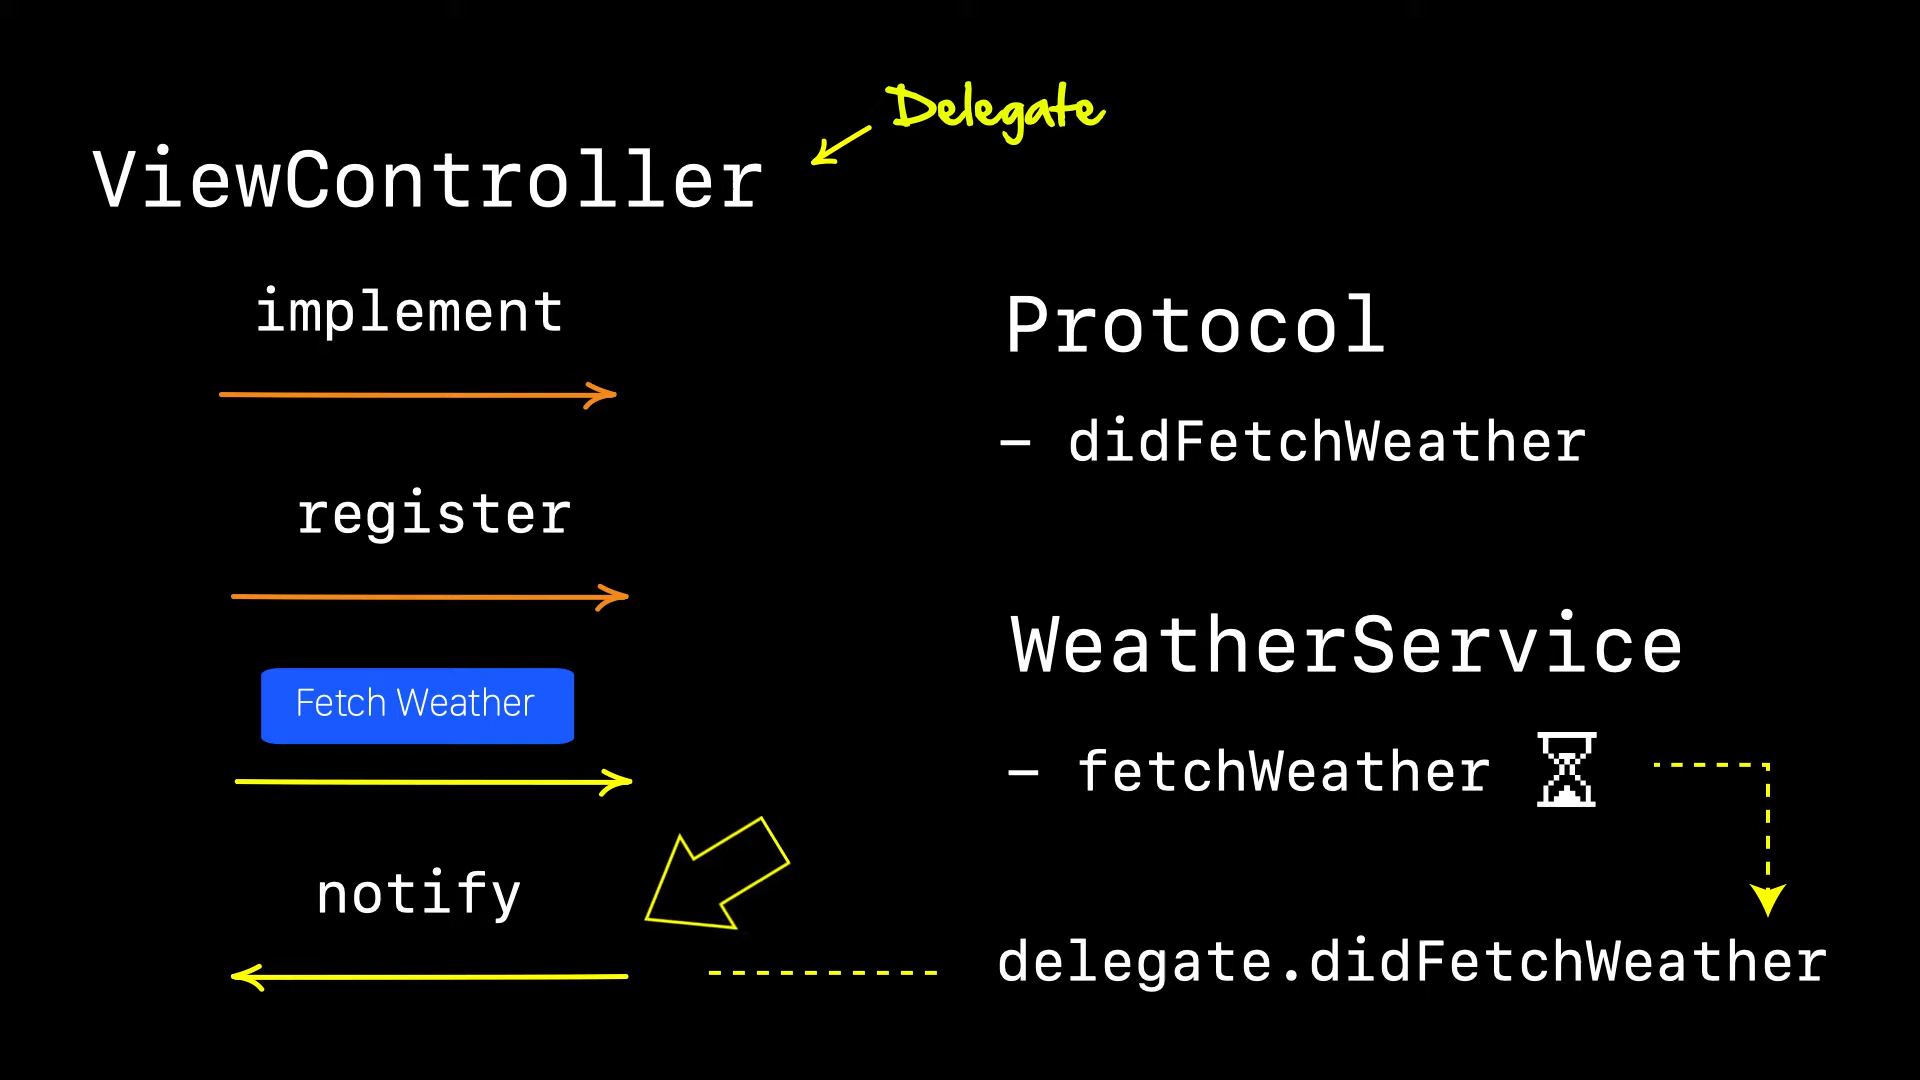 Delegate
ViewController
implement
Protocol
- didFetchWeather
register
WeatherService
Fetch Weather
- fetchWeather
notify
delegate.didFetchWeather